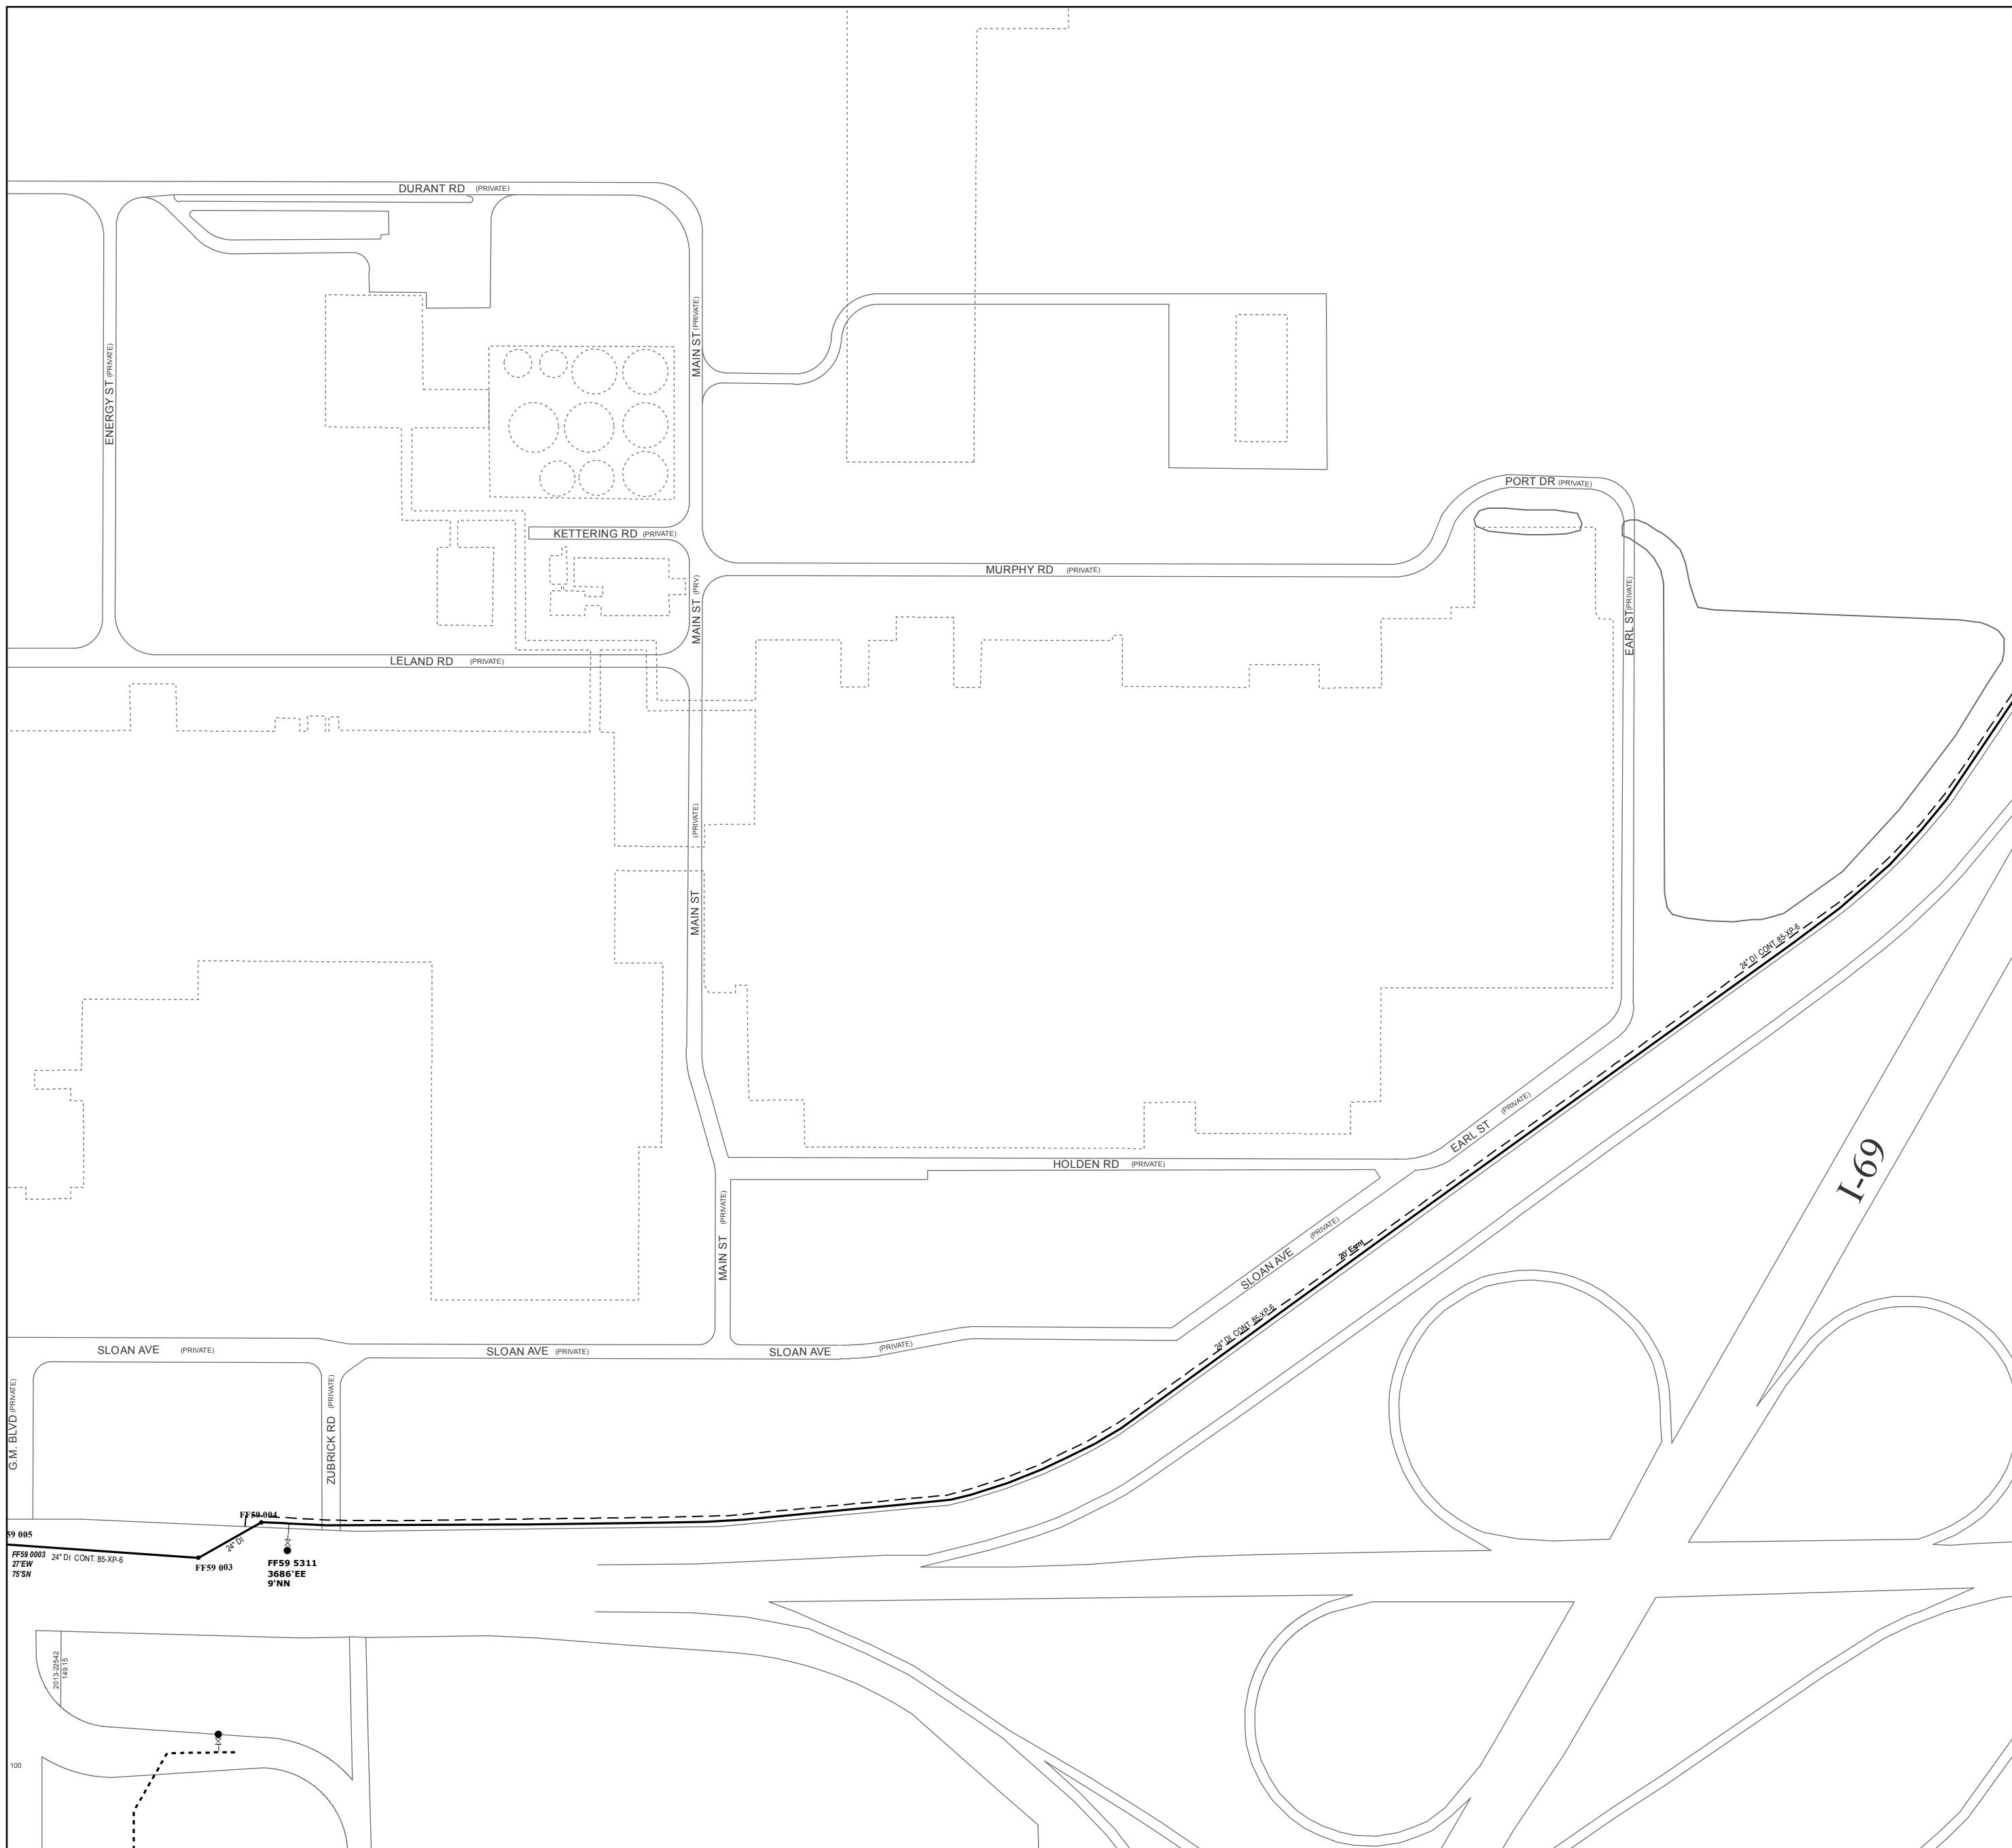 DURANT RD (PRIVATE)
ENERGY ST (PRIVATE)
MAIN ST (PRIVATE)
PORT DR (PRIVATE)
KETTERING RD (PRIVATE)
MURPHY RD (PRIVATE)
MAIN ST (PRV)
EARL ST (PRIVATE)
LELAND RD (PRIVATE)
(PRIVATE)
MAIN ST
24" DI CONT. 85-XP-6
EARL ST (PRIVATE)
HOLDEN RD (PRIVATE)
I-69
MAIN ST (PRIVATE)
SLOAN AVE (PRIVATE)
20' Esmt
24" DI CONT. 85-XP-6
SLOAN AVE (PRIVATE)
SLOAN AVE (PRIVATE)
SLOAN AVE (PRIVATE)
G.M. BLVD (PRIVATE)
ZUBRICK RD (PRIVATE)
FF59 004
59 005
24" DI
FF59 0003
27'EW
75'SN
24" DI CONT. 85-XP-6
FF59 003
FF59 5311
3686'EE
9'NN
2013-22542
149.15
100